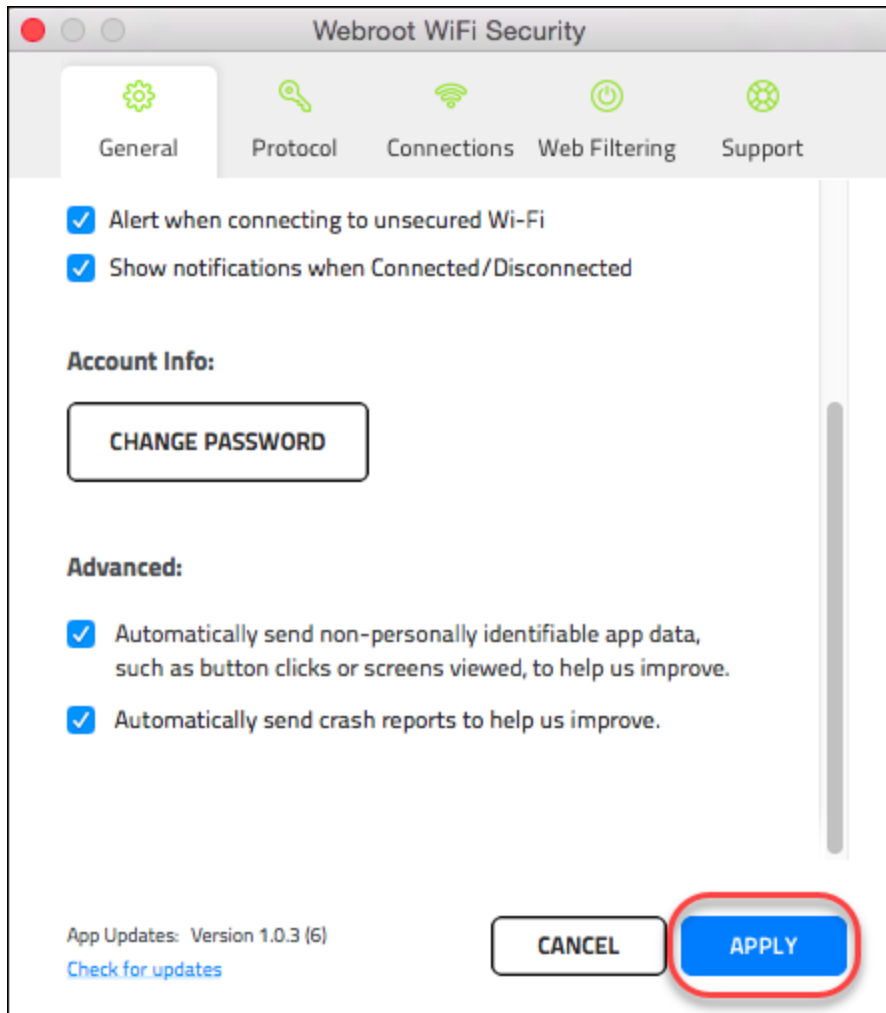 Webroot WiFi Security
General Protocol Connections Web Filtering Support
Alert when connecting to unsecured Wi-Fi
Show notifications when Connected/Disconnected
Account Info:
CHANGE PASSWORD
Advanced:
Automatically send non-personally identifiable app data,
such as button clicks or screens viewed, to help us improve.
Automatically send crash reports to help us improve.
App Updates: Version 1.0.3 (6)
Check for updates
CANCEL APPLY